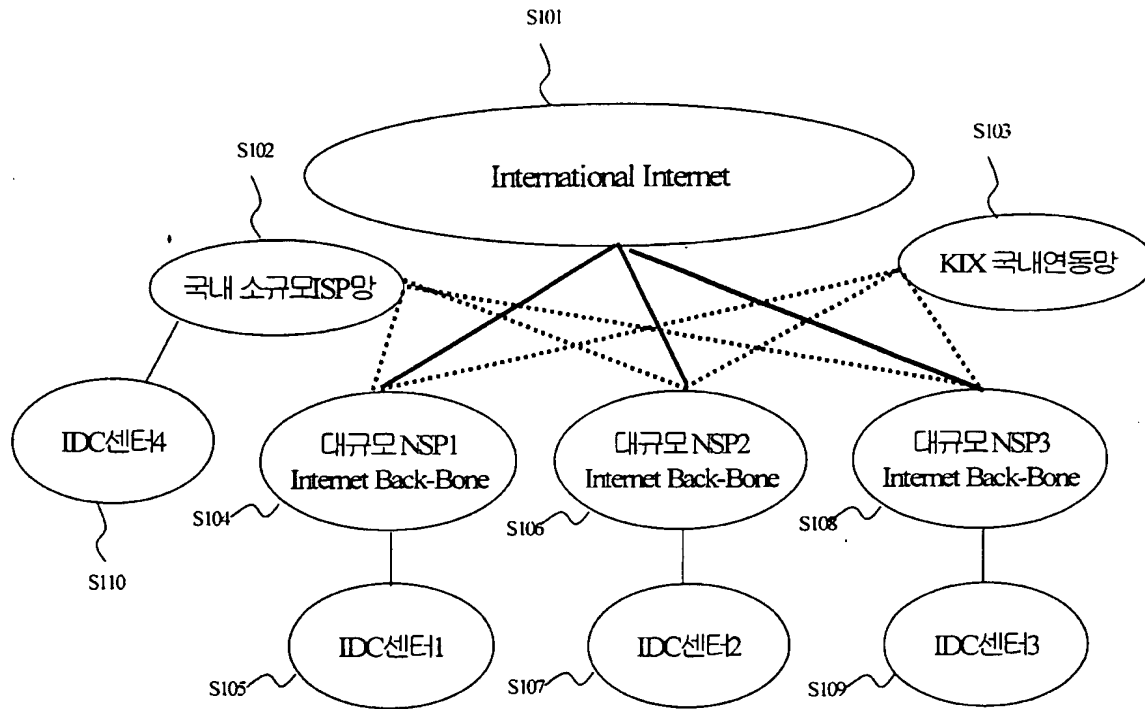 S101
S102
S103
International Internet
국내 소규모ISP망
KIX 국내연동망
IDC센터4
대규모 NSP1
Internet Back-Bone
대규모 NSP2
Internet Back-Bone
대규모 NSP3
Internet Back-Bone
S104
S106
S108
S110
IDC센터1
IDC센터2
IDC센터3
S105
S107
S109